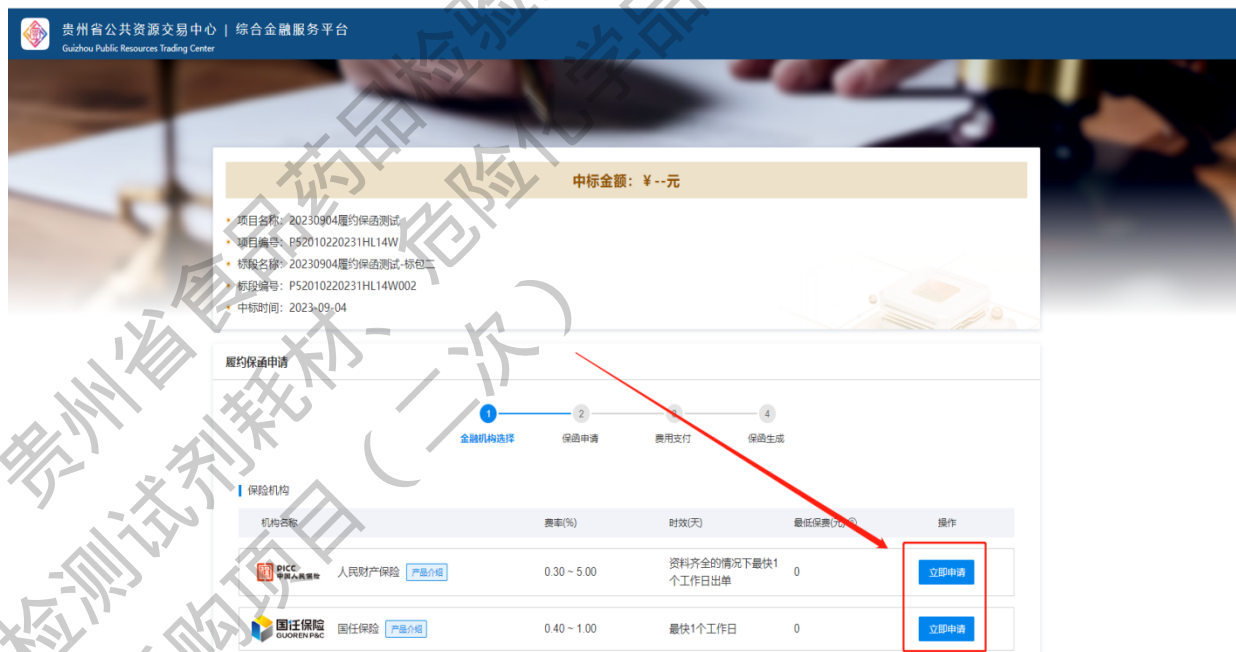 贵州省公共资源交易中心 | 综合金融服务平台
Guizhou Public Resources Trading Center
中标金额：¥ --元
项目名称：20230904履约保函测试
项目编号：P52010220231HL14W
标段名称：20230904履约保函测试-标包二
标段编号：P52010220231HL14W002
中标时间：2023-09-04
履约保函申请
1 2 3 4
金融机构选择 保函申请 费用支付 保函生成
保险机构
机构名称 费率(%) 时效(天) 最低保费(元) 操作
PICC
中国人民保险
人民财产保险 产品介绍 0.30 ~ 5.00 资料齐全的情况下最快1
个工作日出单 0 立即申请
国任保险
GUOREN P&C
国任保险 产品介绍 0.40 ~ 1.00 最快1个工作日 0 立即申请
贵州省食品药品检验
检测试剂耗材、危险化学品
采购项目（二次）